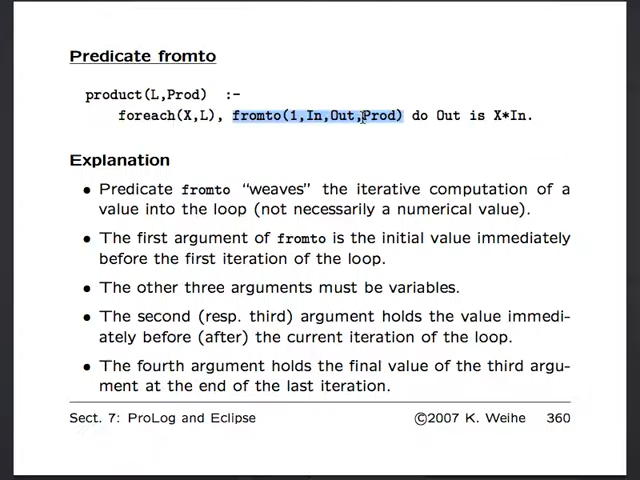 Predicate fromto
product(L,Prod) :-
foreach(X,L), fromto(1,In,Out,Prod) do Out is X*In.
Explanation
• Predicate fromto “weaves” the iterative computation of a
value into the loop (not necessarily a numerical value).
• The first argument of fromto is the initial value immediately
before the first iteration of the loop.
• The other three arguments must be variables.
• The second (resp. third) argument holds the value immedi-
ately before (after) the current iteration of the loop.
• The fourth argument holds the final value of the third argu-
ment at the end of the last iteration.
Sect. 7: ProLog and Eclipse ©2007 K. Weihe 360